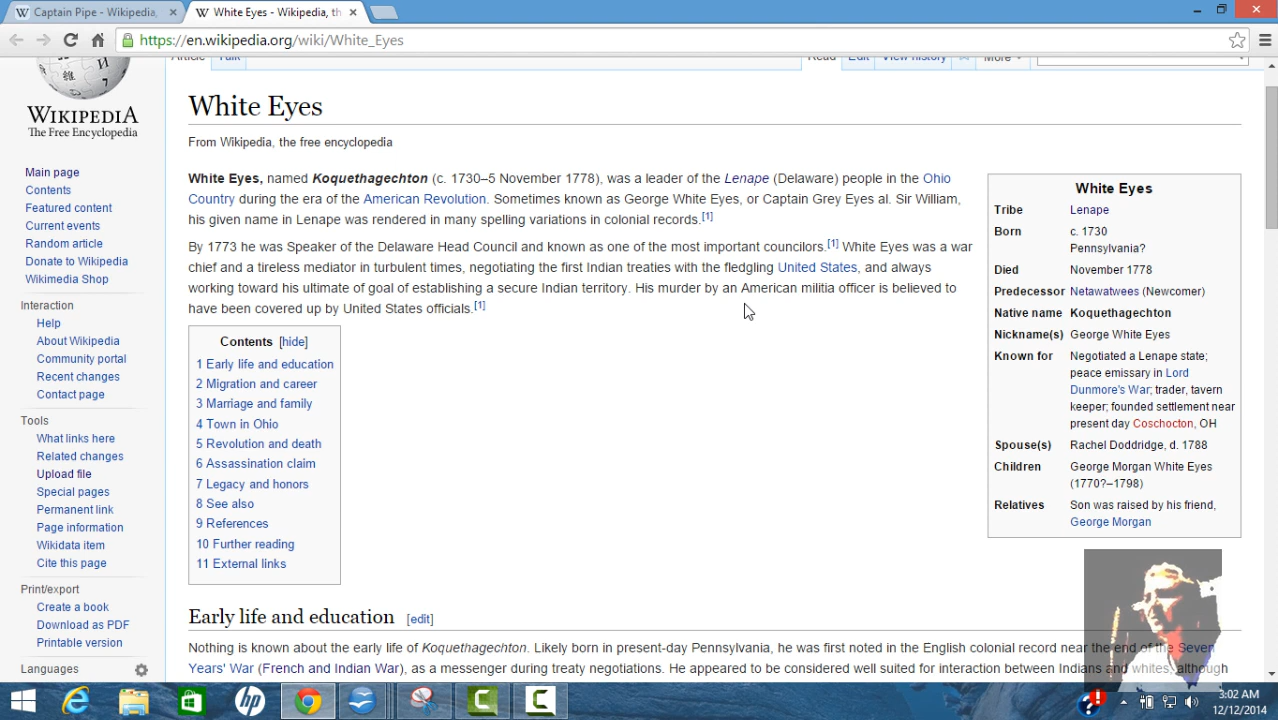 Captain Pipe - Wikipedia,
White Eyes - Wikipedia, th
https://en.wikipedia.org/wiki/White_Eyes
Article Talk Read Edit View history More
WIKIPEDIA
The Free Encyclopedia
Main page
Contents
Featured content
Current events
Random article
Donate to Wikipedia
Wikimedia Shop
Interaction
Help
About Wikipedia
Community portal
Recent changes
Contact page
Tools
What links here
Related changes
Upload file
Special pages
Permanent link
Page information
Wikidata item
Cite this page
Print/export
Create a book
Download as PDF
Printable version
Languages
White Eyes
From Wikipedia, the free encyclopedia
White Eyes, named Koquethagechton (c. 1730–5 November 1778), was a leader of the Lenape (Delaware) people in the Ohio
Country during the era of the American Revolution. Sometimes known as George White Eyes, or Captain Grey Eyes al. Sir William,
his given name in Lenape was rendered in many spelling variations in colonial records.[1]
By 1773 he was Speaker of the Delaware Head Council and known as one of the most important councilors.[1] White Eyes was a war
chief and a tireless mediator in turbulent times, negotiating the first Indian treaties with the fledgling United States, and always
working toward his ultimate of goal of establishing a secure Indian territory. His murder by an American militia officer is believed to
have been covered up by United States officials.[1]
Contents [hide]
1 Early life and education
2 Migration and career
3 Marriage and family
4 Town in Ohio
5 Revolution and death
6 Assassination claim
7 Legacy and honors
8 See also
9 References
10 Further reading
11 External links
Early life and education [edit]
Nothing is known about the early life of Koquethagechton. Likely born in present-day Pennsylvania, he was first noted in the English colonial record near the end of the Seven
Years' War (French and Indian War), as a messenger during treaty negotiations. He appeared to be considered well suited for interaction between Indians and whites, although
White Eyes
Tribe Lenape
Born c. 1730
Pennsylvania?
Died November 1778
Predecessor Netawatwees (Newcomer)
Native name Koquethagechton
Nickname(s) George White Eyes
Known for Negotiated a Lenape state;
peace emissary in Lord
Dunmore's War; trader, tavern
keeper; founded settlement near
present day Coschocton, OH
Spouse(s) Rachel Doddridge, d. 1788
Children George Morgan White Eyes
(1770?–1798)
Relatives Son was raised by his friend,
George Morgan
3:02 AM
12/12/2014